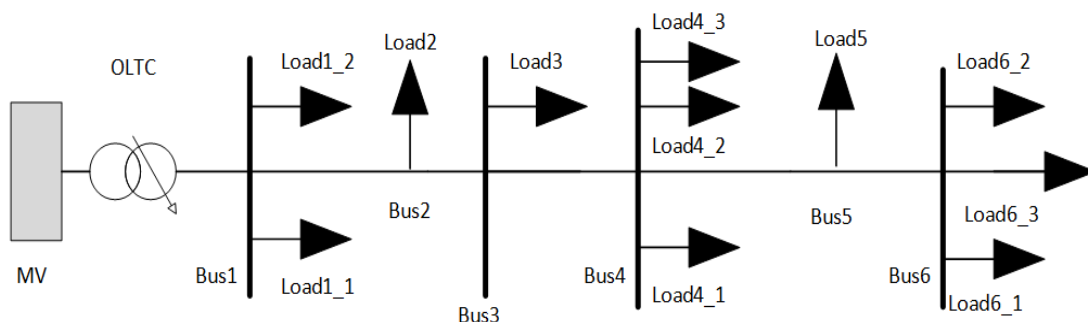 OLTC
MV
Bus1
Load1_2
Load1_1
Load2
Bus2
Load3
Bus3
Load4_3
Load4_2
Bus4
Load4_1
Load5
Bus5
Load6_2
Load6_3
Bus6
Load6_1